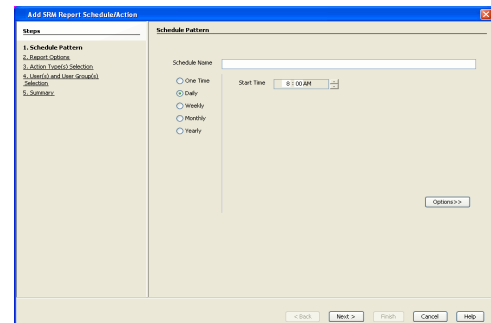 Add SRM Report Schedule/Action
Steps
1. Schedule Pattern
2. Report Options
3. Action Type(s) Selection
4. User(s) and User Group(s)
Selection
5. Summary
Schedule Pattern
Schedule Name
One Time
Daily
Weekly
Monthly
Yearly
Start Time
8 : 00 AM
Options>>
< Back
Next >
Finish
Cancel
Help